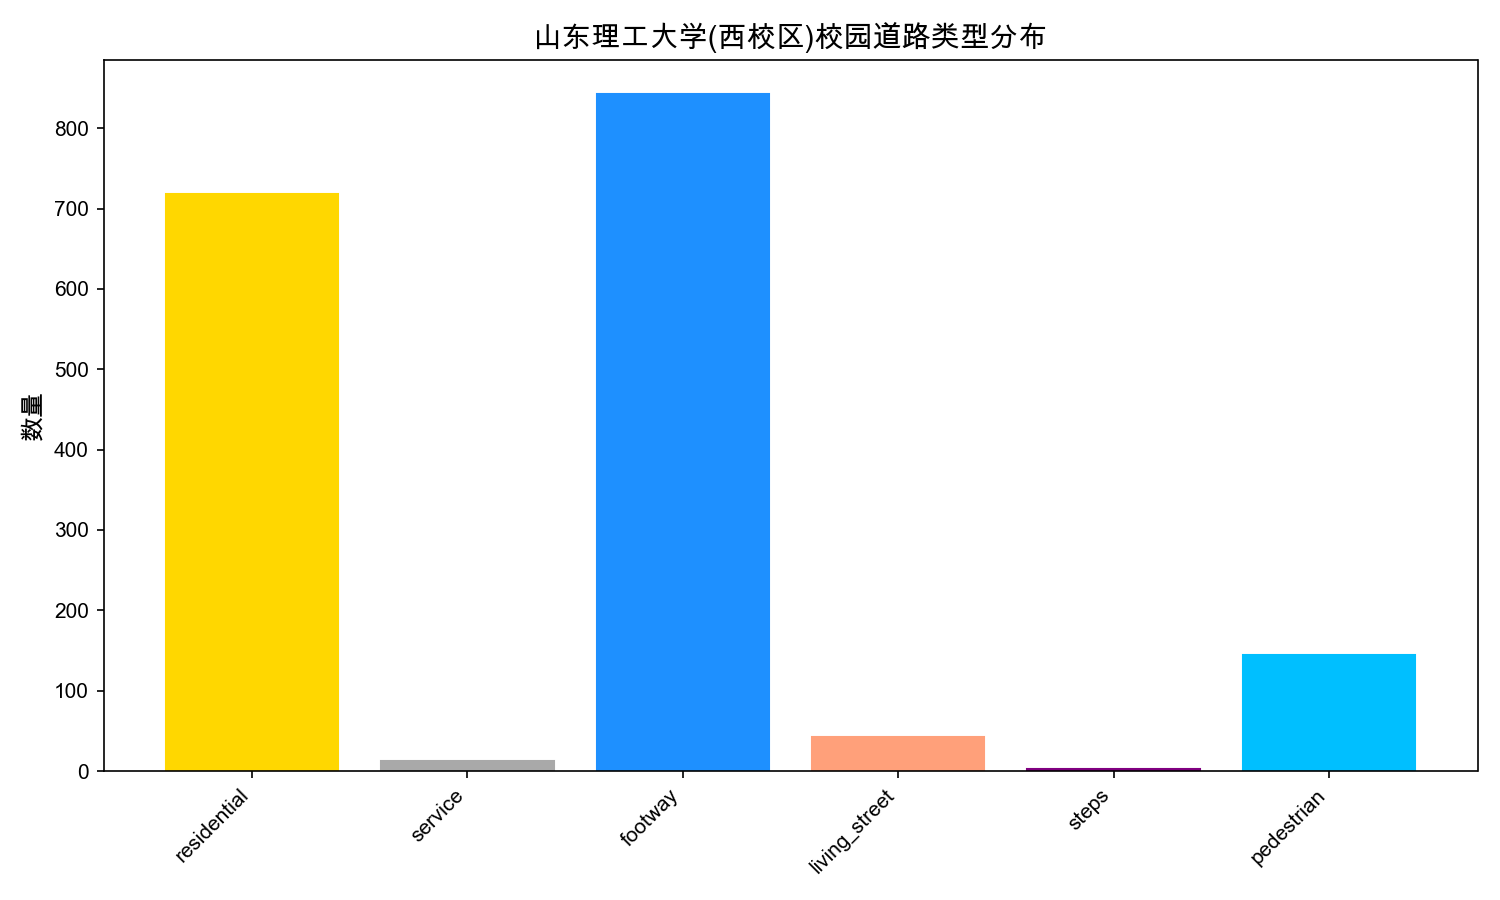 山东理工大学(西校区)校园道路类型分布
数量
800
700
600
500
400
300
200
100
0
residential
service
footway
living_street
steps
pedestrian